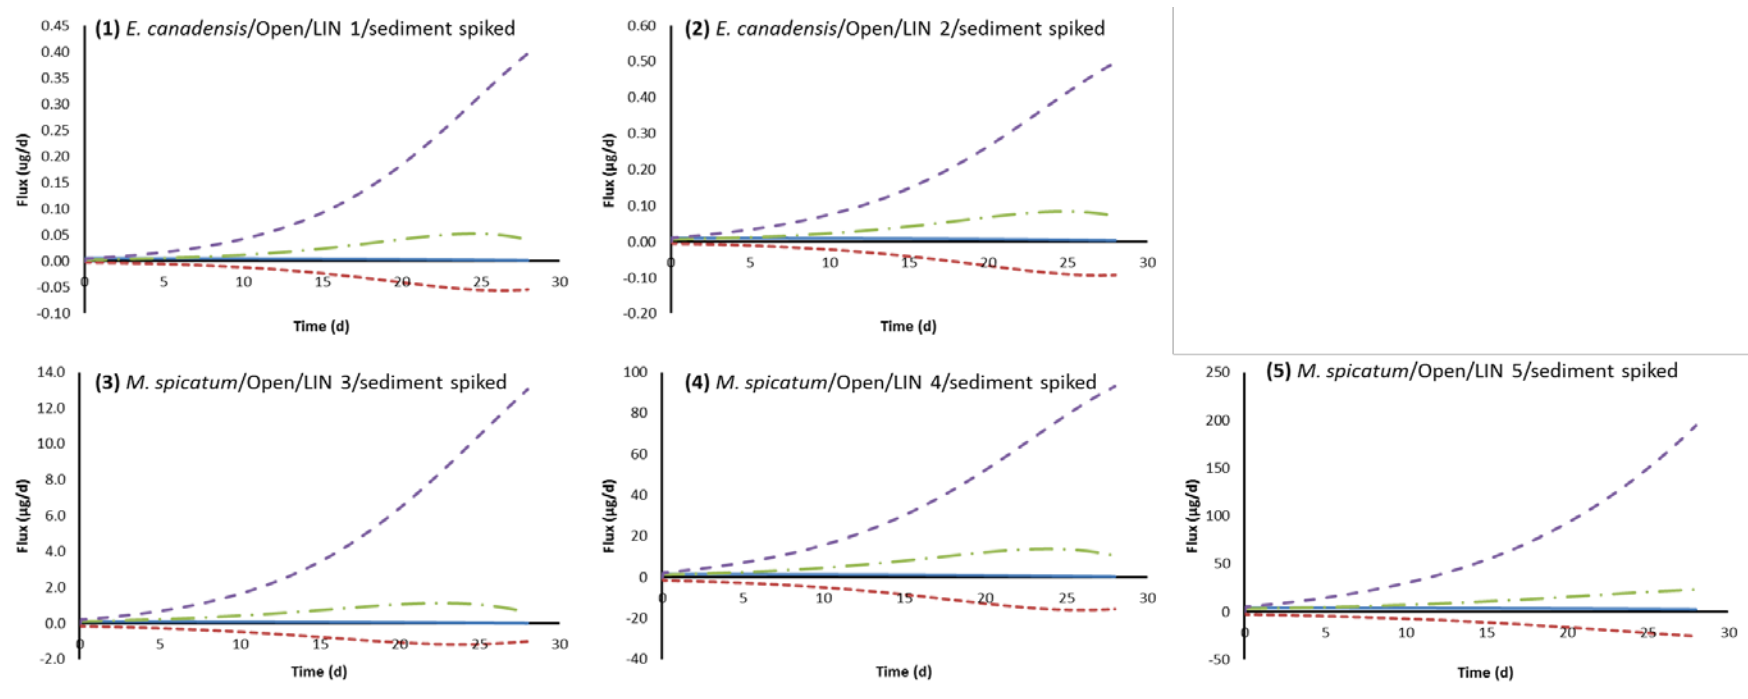 (1) E. canadensis/Open/LIN 1/sediment spiked
0.45
0.40
0.35
0.30
0.25
0.20
0.15
0.10
0.05
0.00
-0.05
-0.10
Flux (ug/d)
0 5 10 15 20 25 30
Time (d)
(2) E. canadensis/Open/LIN 2/sediment spiked
0.60
0.50
0.40
0.30
0.20
0.10
0.00
-0.10
-0.20
Flux (µg/d)
0 5 10 15 20 25 30
Time (d)
(3) M. spicatum/Open/LIN 3/sediment spiked
14.0
12.0
10.0
8.0
6.0
4.0
2.0
0.0
-2.0
Flux (µg/d)
0 5 10 15 20 25 30
Time (d)
(4) M. spicatum/Open/LIN 4/sediment spiked
100
80
60
40
20
0
-20
-40
Flux (µg/d)
0 5 10 15 20 25 30
Time (d)
(5) M. spicatum/Open/LIN 5/sediment spiked
250
200
150
100
50
0
-50
Flux (µg/d)
0 5 10 15 20 25 30
Time (d)